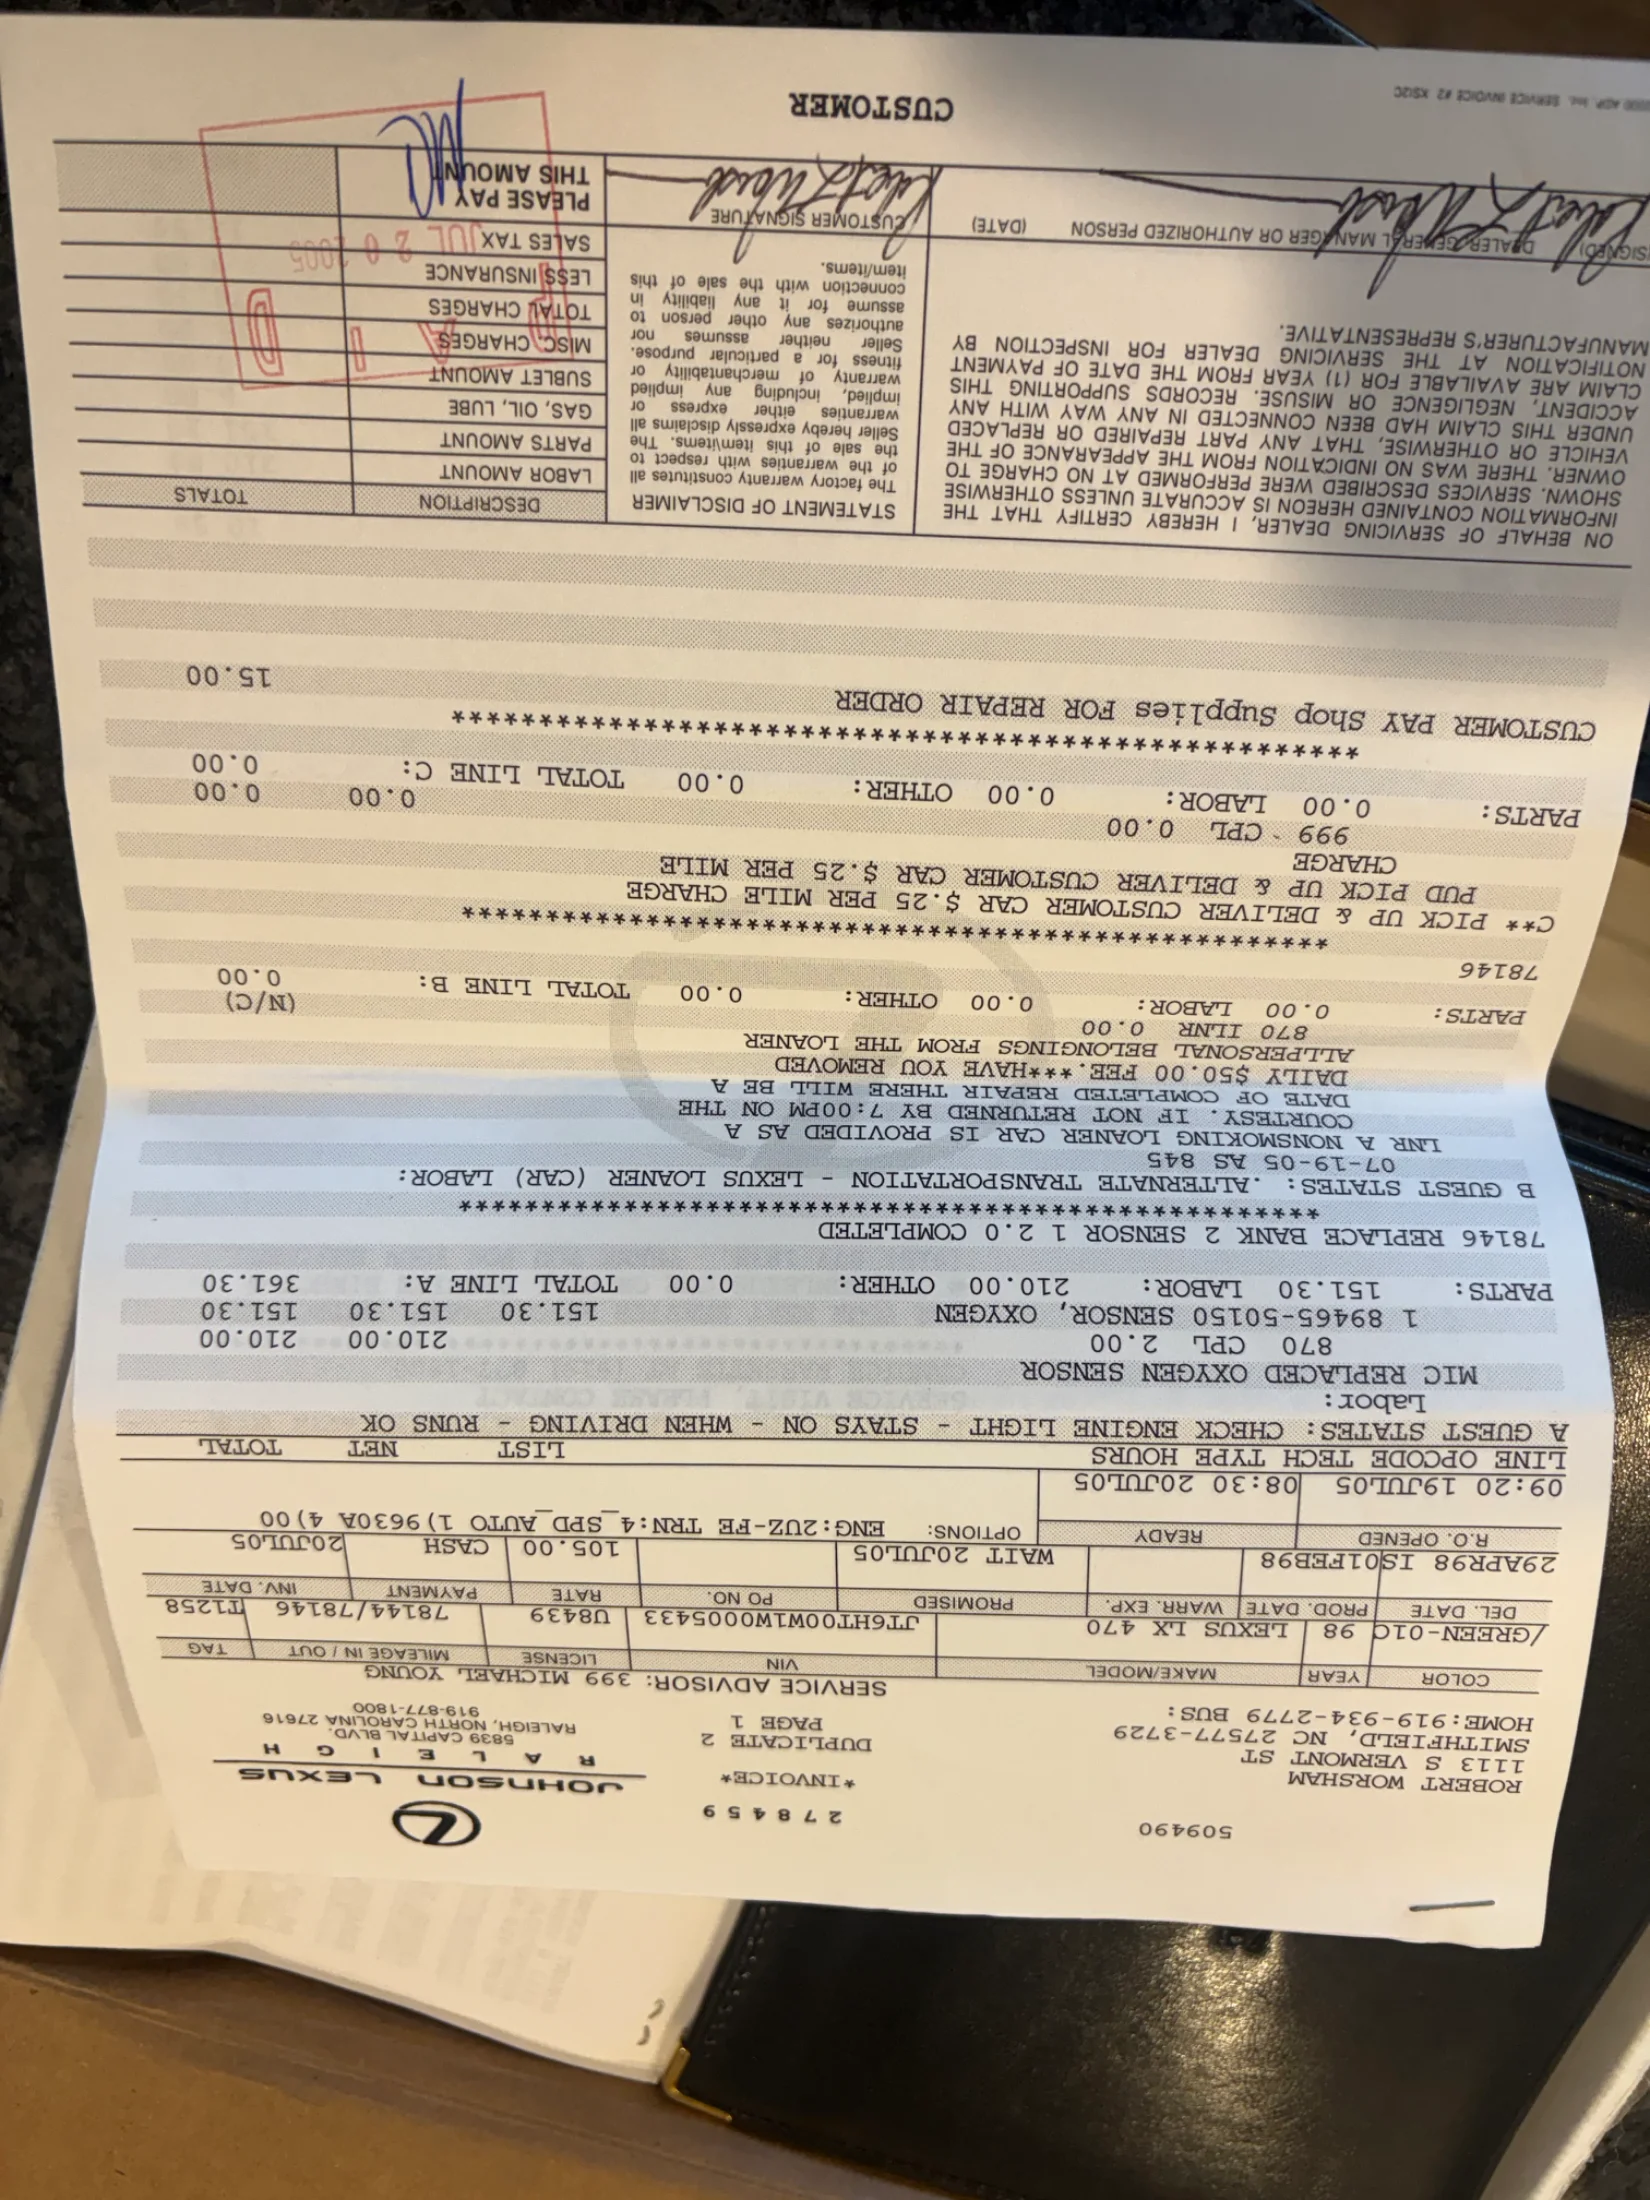 509490
278459
*INVOICE*
DUPLICATE 2
PAGE 1
JOHNSON LEXUS
RALEIGH
5839 CAPITAL BLVD.
RALEIGH, NORTH CAROLINA 27616
919-877-1800
ROBERT WORSHAM
1113 S VERMONT ST
SMITHFIELD, NC 27577-3729
HOME:919-934-2779 BUS:
SERVICE ADVISOR: 399 MICHAEL YOUNG
COLOR YEAR MAKE/MODEL VIN LICENSE MILEAGE IN / OUT TAG
/GREEN-01C 98 LEXUS LX 470 JT6HT00W1W0005433 U8439 78144/78146 T1258
DEL. DATE PROD. DATE WARR. EXP. PROMISED PO NO. RATE PAYMENT INV. DATE
29APR98 IS 01FEB98 WAIT 20JUL05 105.00 CASH 20JUL05
R.O. OPENED READY OPTIONS: ENG:2UZ-FE TRN:4_SPD_AUTO 1)9630A 4)00
09:20 19JUL05 08:30 20JUL05
LINE OPCODE TECH TYPE HOURS LIST NET TOTAL
A GUEST STATES: CHECK ENGINE LIGHT - STAYS ON - WHEN DRIVING - RUNS OK
Labor:
MIC REPLACED OXYGEN SENSOR
870 CPL 2.00 210.00 210.00
1 89465-50150 SENSOR, OXYGEN 151.30 151.30 151.30
PARTS: 151.30 LABOR: 210.00 OTHER: 0.00 TOTAL LINE A: 361.30
78146 REPLACE BANK 2 SENSOR 1 2.0 COMPLETED
****************************************************
B GUEST STATES: .ALTERNATE TRANSPORTATION - LEXUS LOANER (CAR) LABOR:
07-19-05 AS 845
LNR A NONSMOKING LOANER CAR IS PROVIDED AS A
COURTESY. IF NOT RETURNED BY 7:00PM ON THE
DATE OF COMPLETED REPAIR THERE WILL BE A
DAILY $50.00 FEE.***HAVE YOU REMOVED
ALLPERSONAL BELONGINGS FROM THE LOANER
870 ILNR 0.00 (N/C)
PARTS: 0.00 LABOR: 0.00 OTHER: 0.00 TOTAL LINE B: 0.00
78146
****************************************************
C** PICK UP & DELIVER CUSTOMER CAR $.25 PER MILE CHARGE
PUD PICK UP & DELIVER CUSTOMER CAR $.25 PER MILE
CHARGE
999 CPL 0.00 0.00 0.00
PARTS: 0.00 LABOR: 0.00 OTHER: 0.00 TOTAL LINE C: 0.00
****************************************************
CUSTOMER PAY Shop Supplies FOR REPAIR ORDER 15.00
ON BEHALF OF SERVICING DEALER, I HEREBY CERTIFY THAT THE
INFORMATION CONTAINED HEREON IS ACCURATE UNLESS OTHERWISE
SHOWN. SERVICES DESCRIBED WERE PERFORMED AT NO CHARGE TO
OWNER. THERE WAS NO INDICATION FROM THE APPEARANCE OF THE
VEHICLE OR OTHERWISE, THAT ANY PART REPAIRED OR REPLACED
UNDER THIS CLAIM HAD BEEN CONNECTED IN ANY WAY WITH ANY
ACCIDENT, NEGLIGENCE OR MISUSE. RECORDS SUPPORTING THIS
CLAIM ARE AVAILABLE FOR (1) YEAR FROM THE DATE OF PAYMENT
NOTIFICATION AT THE SERVICING DEALER FOR INSPECTION BY
MANUFACTURER'S REPRESENTATIVE.
(SIGNED) DEALER, GENERAL MANAGER OR AUTHORIZED PERSON (DATE)
STATEMENT OF DISCLAIMER
The factory warranty constitutes all
of the warranties with respect to
the sale of this item/items. The
Seller hereby expressly disclaims all
warranties either express or
implied, including any implied
warranty of merchantability or
fitness for a particular purpose.
Seller neither assumes nor
authorizes any other person to
assume for it any liability in
connection with the sale of this
item/items.
CUSTOMER SIGNATURE
DESCRIPTION TOTALS
LABOR AMOUNT
PARTS AMOUNT
GAS, OIL, LUBE
SUBLET AMOUNT
MISC. CHARGES
TOTAL CHARGES
LESS INSURANCE
SALES TAX
PLEASE PAY
THIS AMOUNT
PAID
JUL 20 2005
CUSTOMER
ADP, Inc. SERVICE INVOICE #2 XSI2C